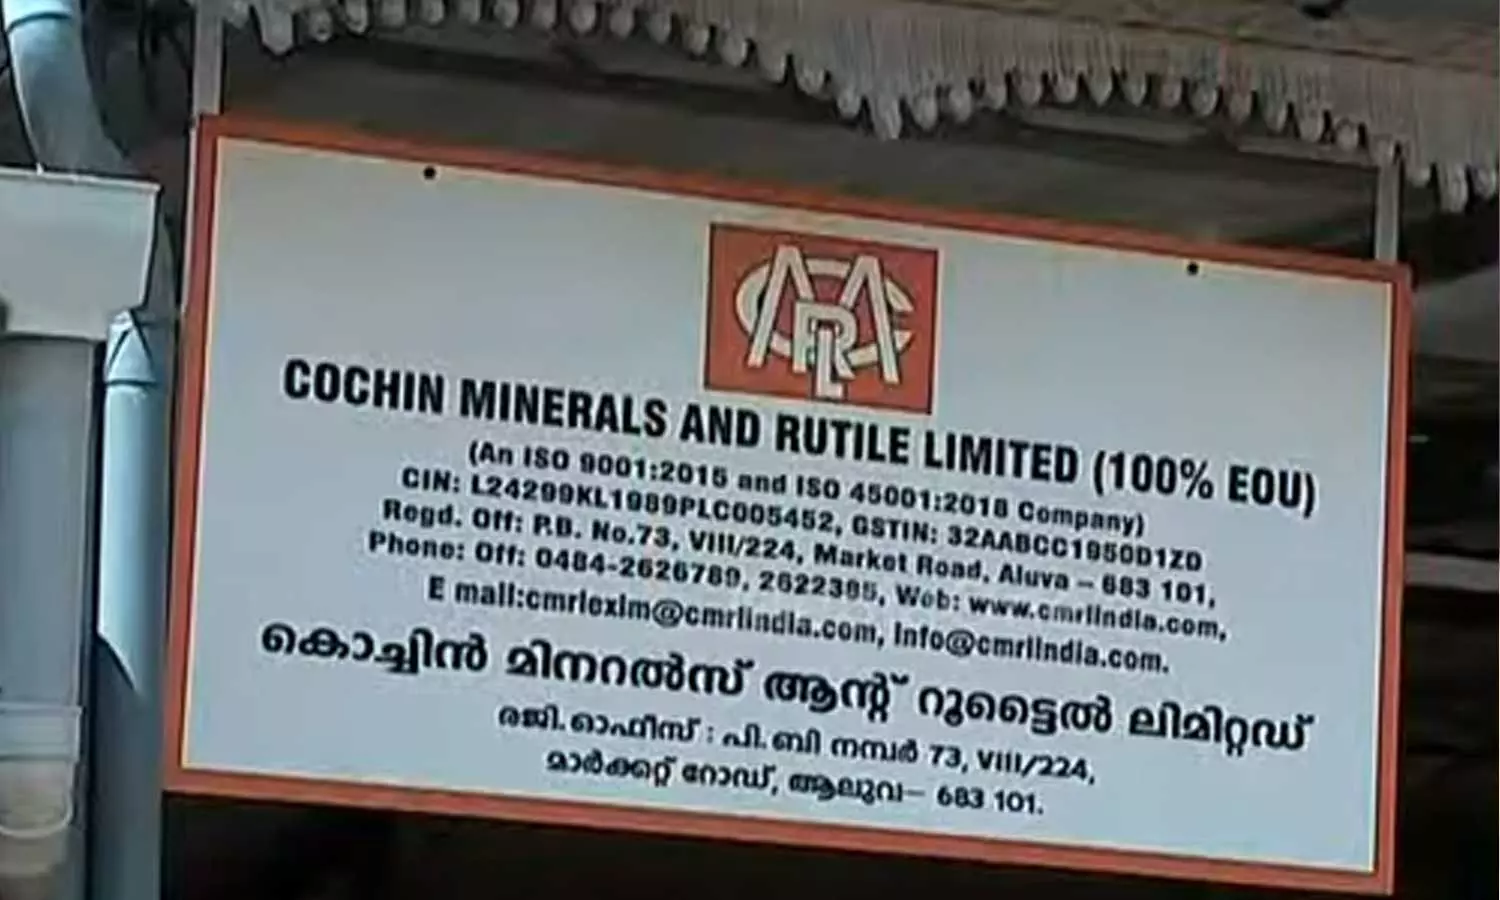 CMRL
COCHIN MINERALS AND RUTILE LIMITED (100% EOU)
(An ISO 9001:2015 and ISO 45001:2018 Company)
CIN: L24299KL1989PLC005452, GSTIN: 32AABCC1950D1ZD
Regd. Off: P.B. No.73, VIII/224, Market Road, Aluva – 683 101,
Phone: Off: 0484-2626789, 2622395, Web: www.cmrlindia.com,
E mail:cmrlexim@cmrlindia.com, info@cmrlindia.com.
കൊച്ചിൻ മിനറൽസ് ആന്റ് റൂട്ടൈൽ ലിമിറ്റഡ്
രജി.ഓഫീസ് : പി.ബി നമ്പർ 73, VIII/224,
മാർക്കറ്റ് റോഡ്, ആലുവ– 683 101.